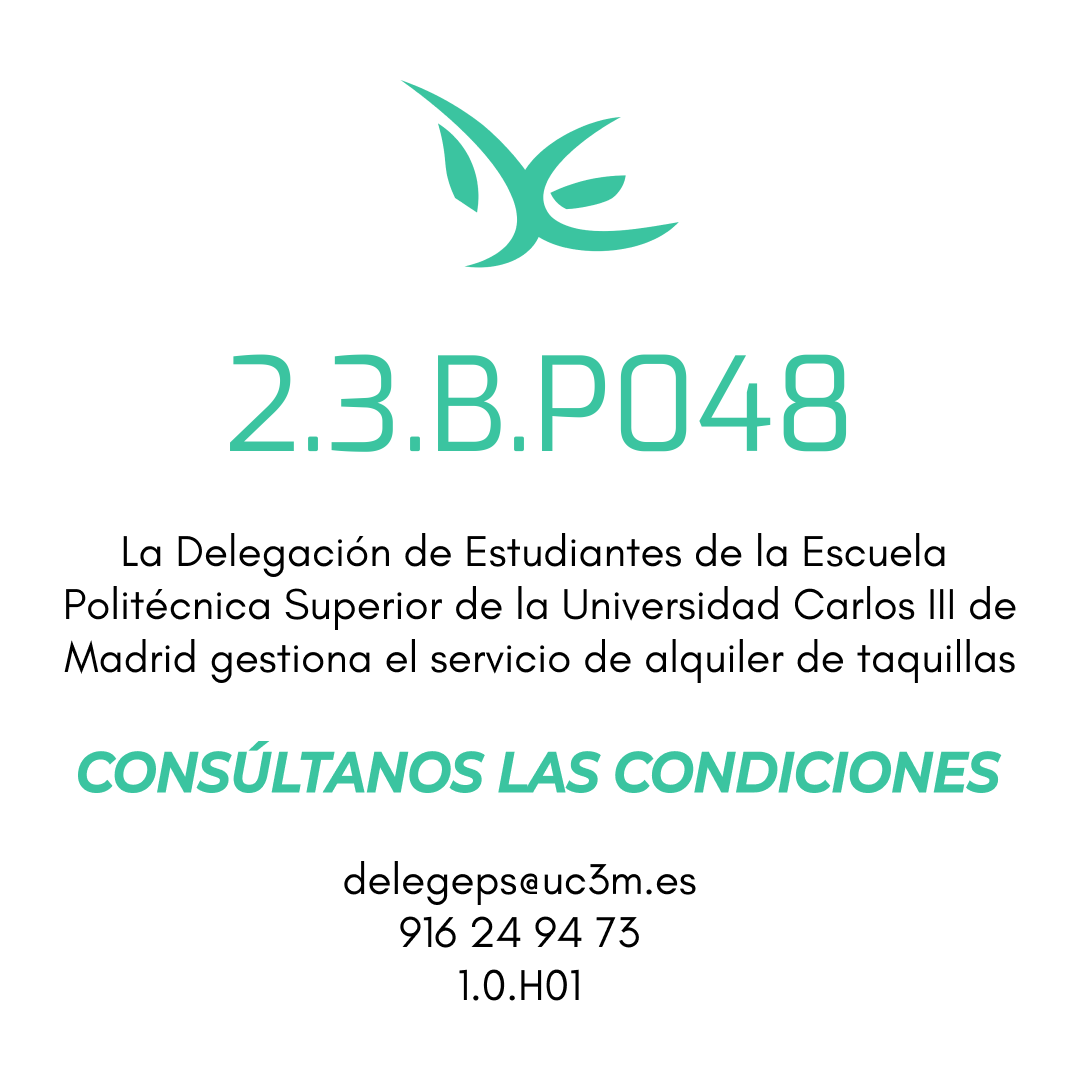 2.3.B.P048
La Delegación de Estudiantes de la Escuela
Politécnica Superior de la Universidad Carlos III de
Madrid gestiona el servicio de alquiler de taquillas
CONSÚLTANOS LAS CONDICIONES
delegeps@uc3m.es
916 24 94 73
1.0.H01